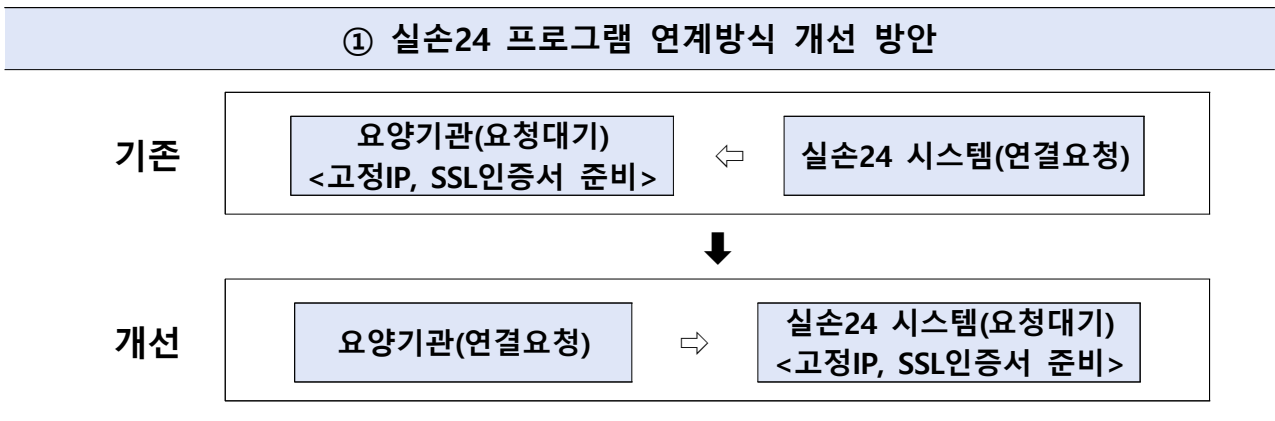 ① 실손24 프로그램 연계방식 개선 방안
기존
요양기관(요청대기)
<고정IP, SSL인증서 준비>
⇦
실손24 시스템(연결요청)
⬇
개선
요양기관(연결요청)
⇨
실손24 시스템(요청대기)
<고정IP, SSL인증서 준비>